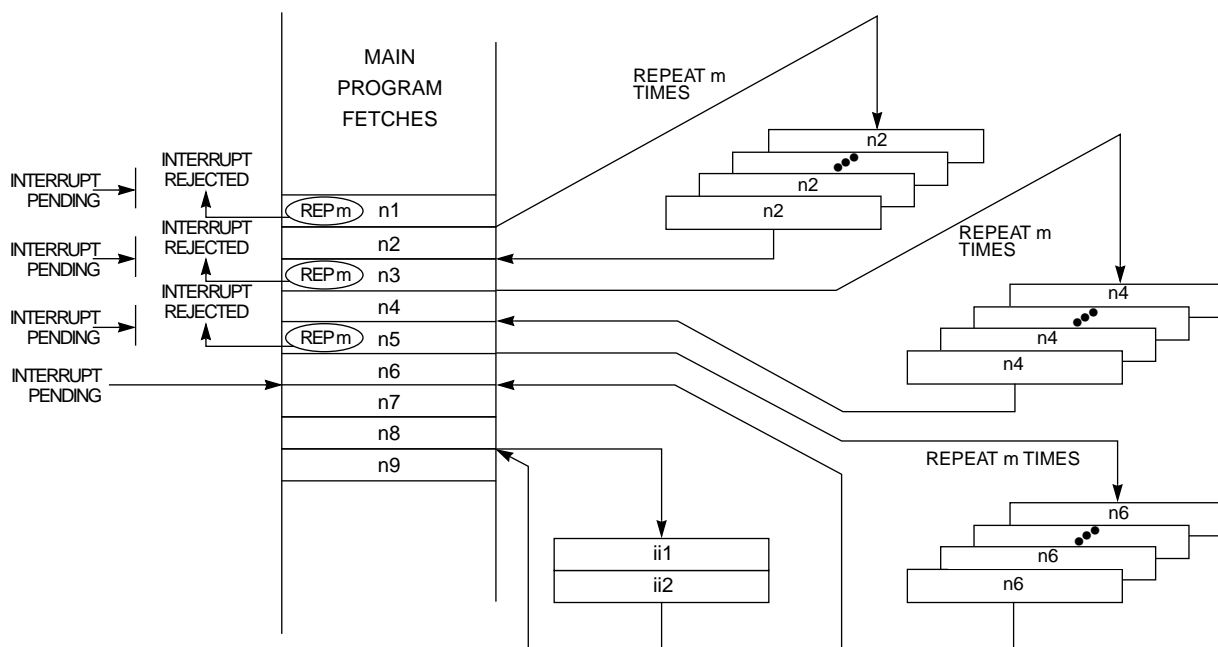 MAIN
PROGRAM
FETCHES
REPEAT m
TIMES
n2
n2
n2
INTERRUPT
PENDING
INTERRUPT
REJECTED
REPm n1
n2
INTERRUPT
PENDING
INTERRUPT
REJECTED
REPm n3
REPEAT m
TIMES
n4
n4
n4
n4
INTERRUPT
PENDING
INTERRUPT
REJECTED
REPm n5
n6
INTERRUPT
PENDING
n7
n8
n9
REPEAT m TIMES
n6
n6
n6
ii1
ii2